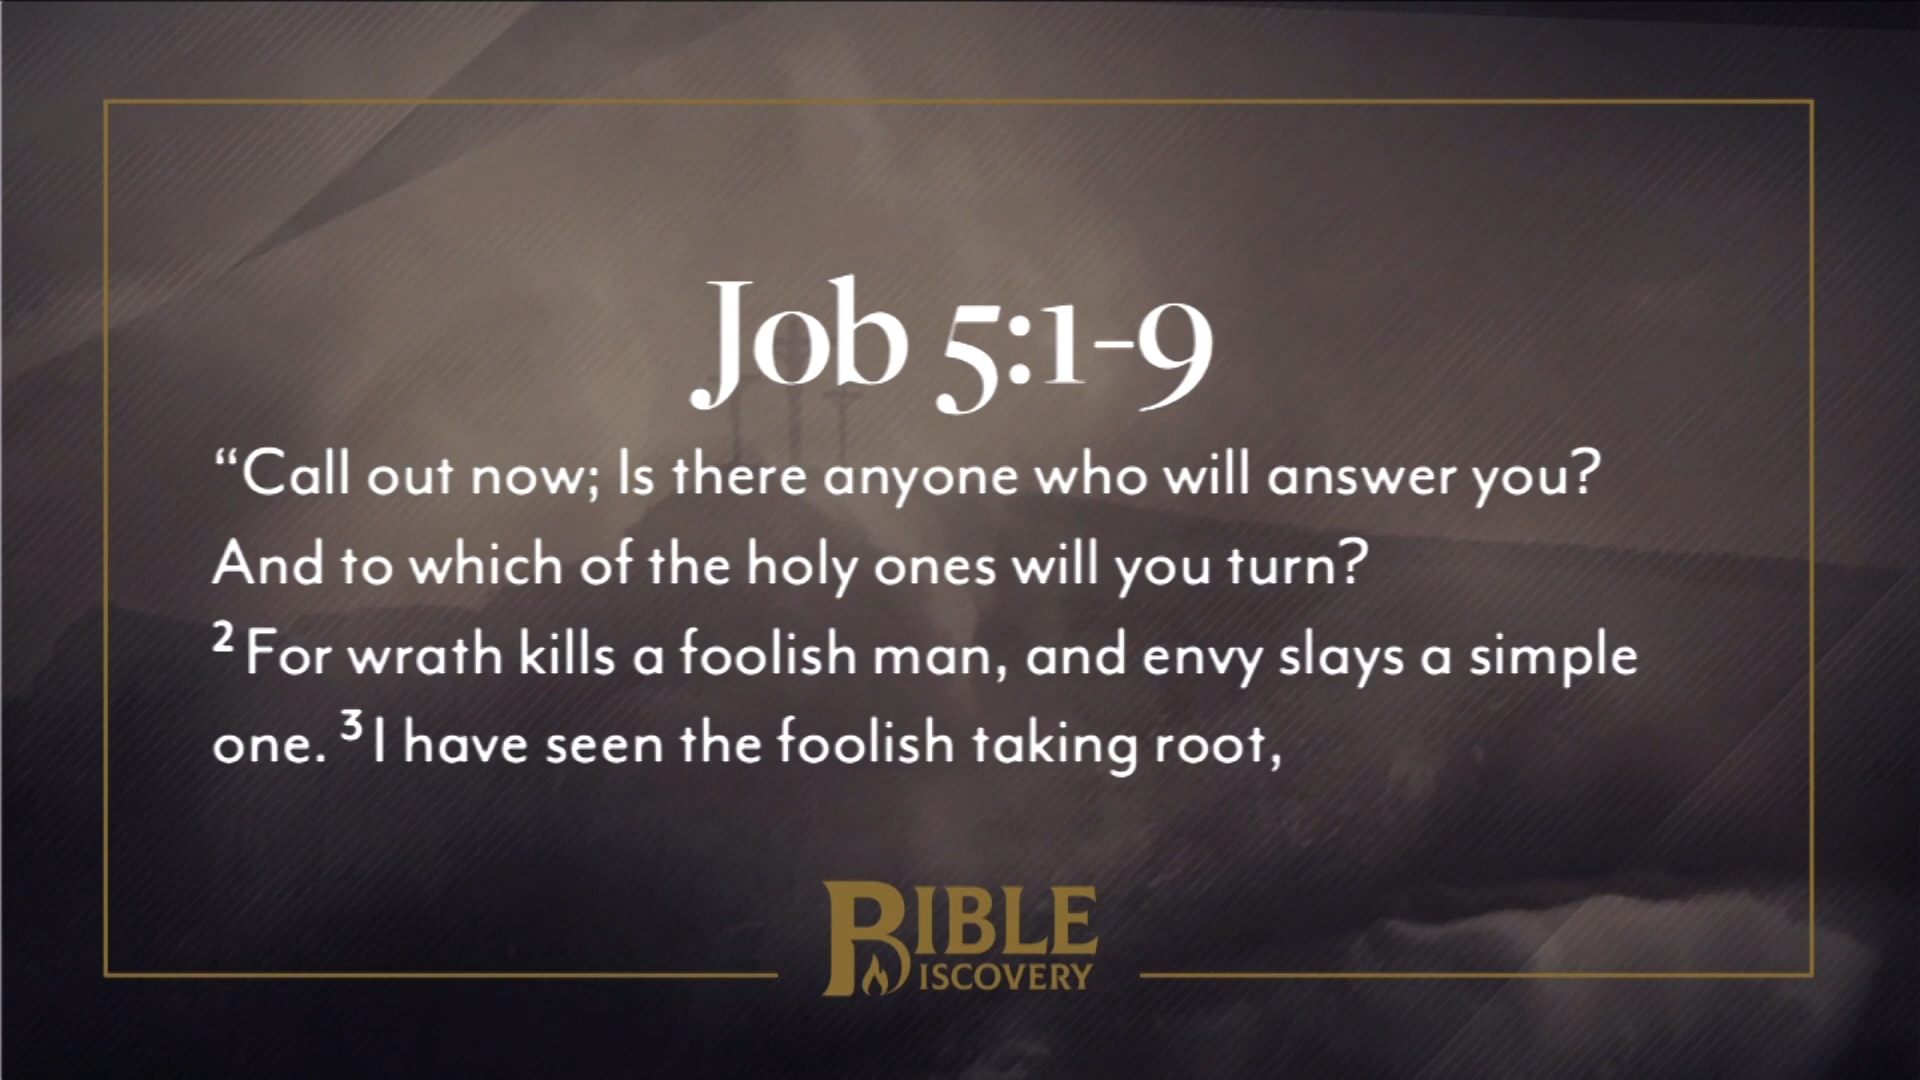 Job 5:1-9
“Call out now; Is there anyone who will answer you?
And to which of the holy ones will you turn?
² For wrath kills a foolish man, and envy slays a simple
one. ³ I have seen the foolish taking root,
BIBLE
DISCOVERY